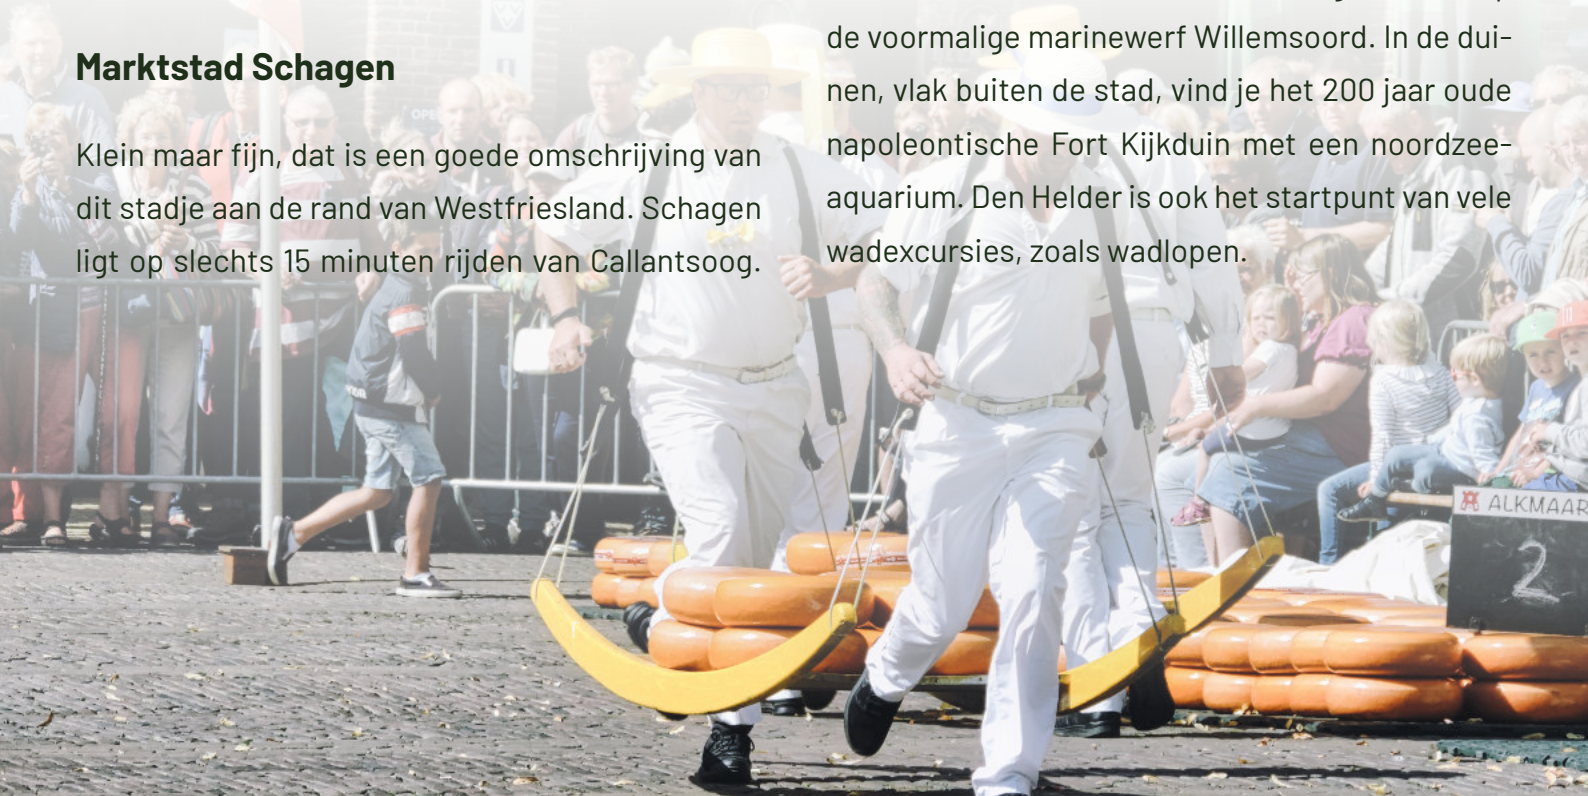 Marktstad Schagen
Klein maar fijn, dat is een goede omschrijving van
dit stadje aan de rand van Westfriesland. Schagen
ligt op slechts 15 minuten rijden van Callantsoog.
de voormalige marinewerf Willemsoord. In de dui-
nen, vlak buiten de stad, vind je het 200 jaar oude
napoleontische Fort Kijkduin met een noordzee-
aquarium. Den Helder is ook het startpunt van vele
wadexcursies, zoals wadlopen.
ALKMAAR
2